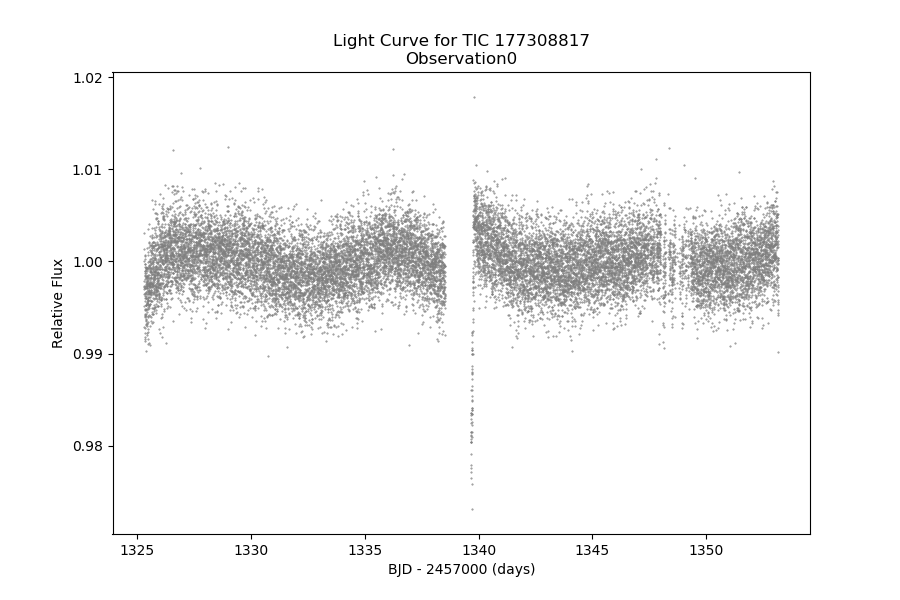 Light Curve for TIC 177308817
Observation0
1.02
1.01
1.00
0.99
0.98
Relative Flux
1325
1330
1335
1340
1345
1350
BJD - 2457000 (days)